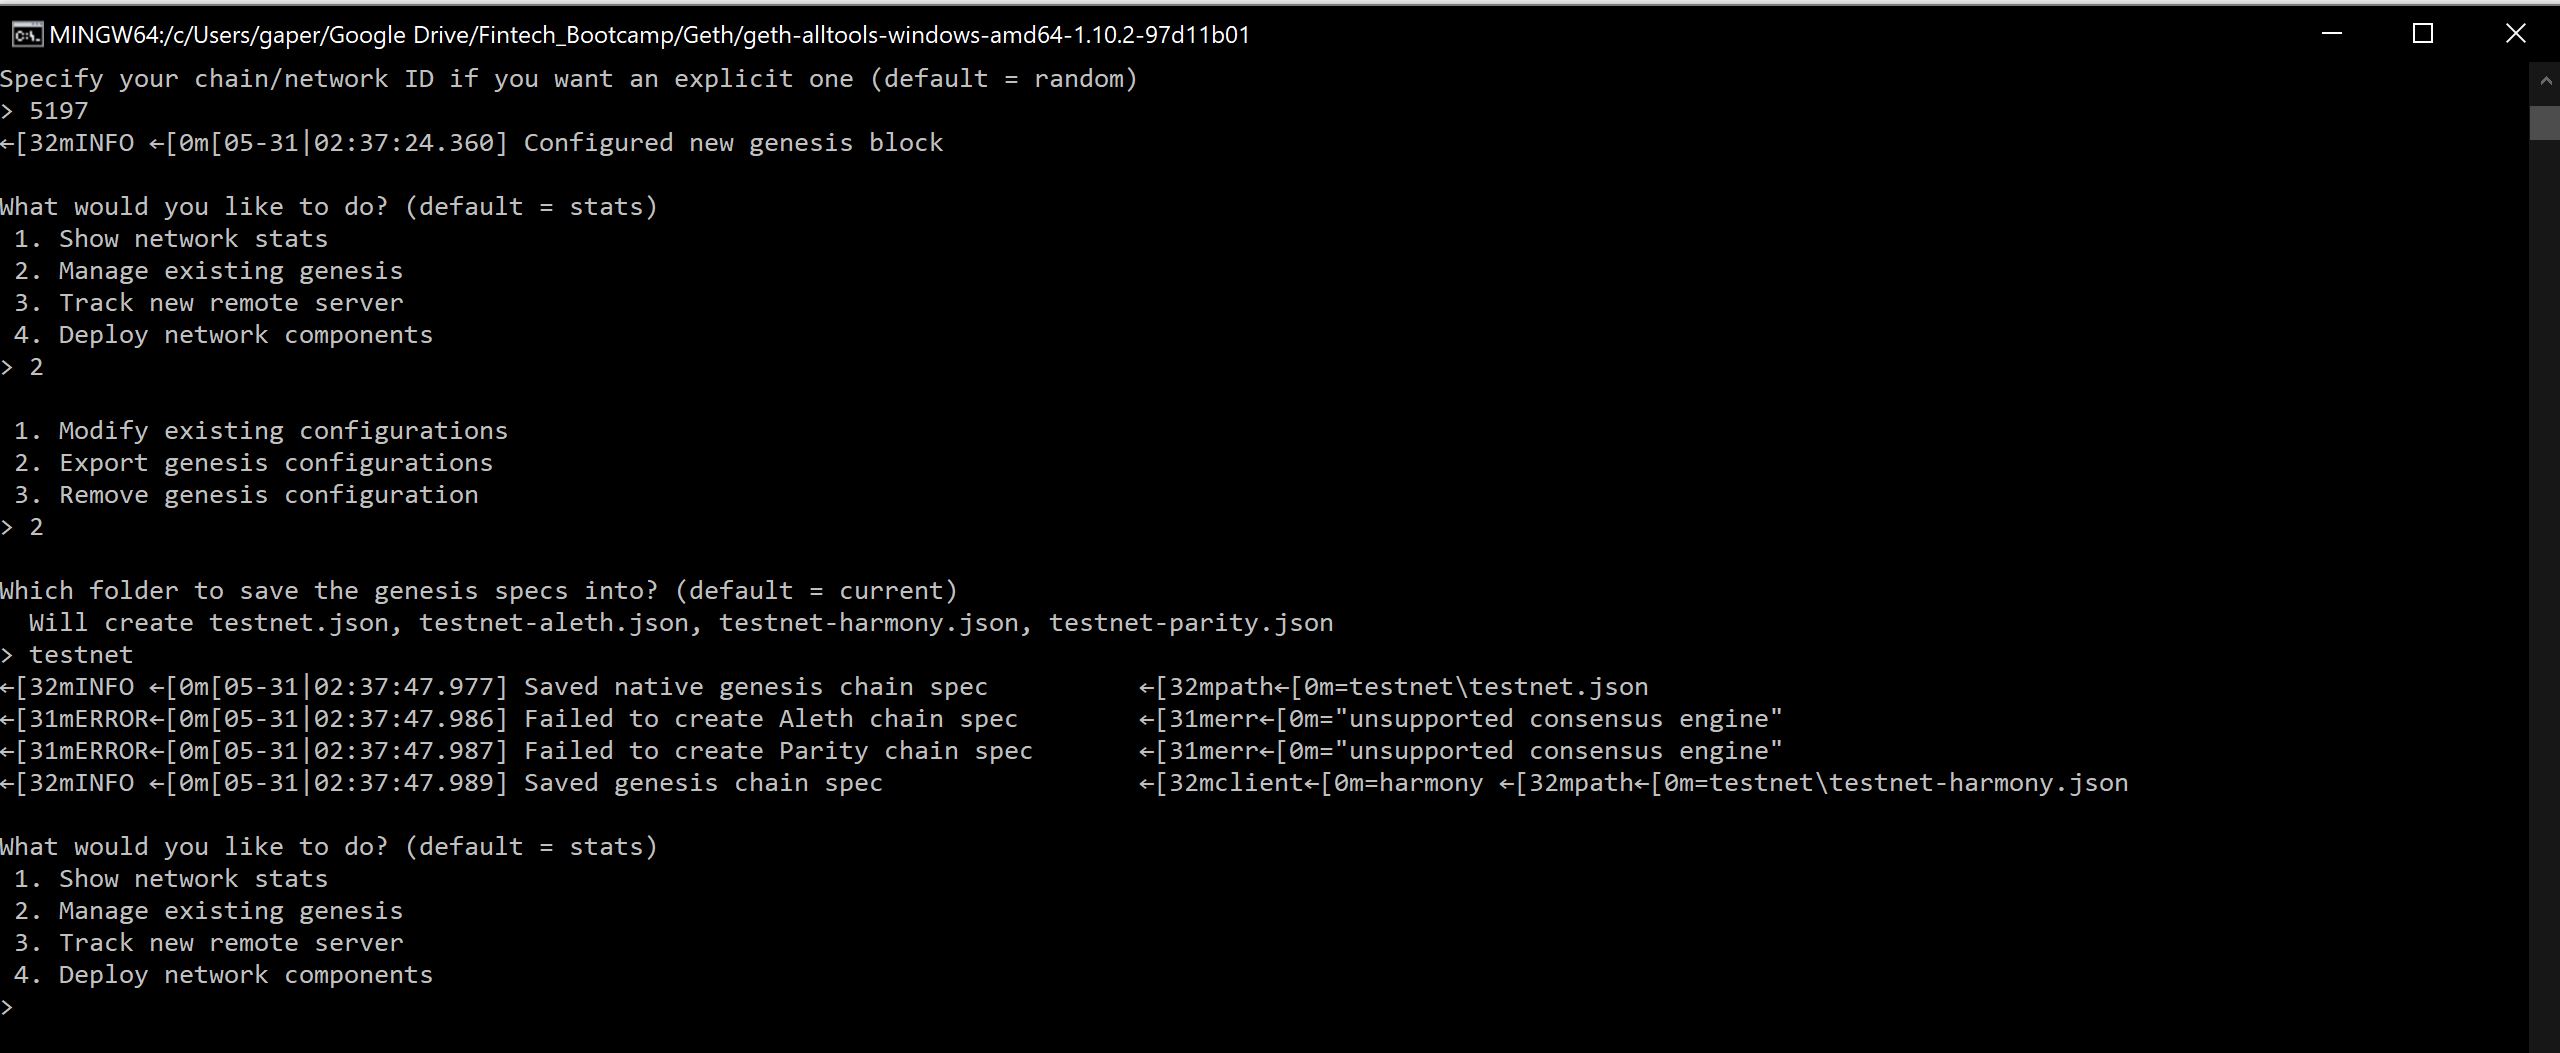 MINGW64:/c/Users/gaper/Google Drive/Fintech_Bootcamp/Geth/geth-alltools-windows-amd64-1.10.2-97d11b01
Specify your chain/network ID if you want an explicit one (default = random)
> 5197
←[32mINFO ←[0m[05-31|02:37:24.360] Configured new genesis block
What would you like to do? (default = stats)
1. Show network stats
2. Manage existing genesis
3. Track new remote server
4. Deploy network components
> 2
1. Modify existing configurations
2. Export genesis configurations
3. Remove genesis configuration
> 2
Which folder to save the genesis specs into? (default = current)
Will create testnet.json, testnet-aleth.json, testnet-harmony.json, testnet-parity.json
> testnet
←[32mINFO ←[0m[05-31|02:37:47.977] Saved native genesis chain spec ←[32mpath←[0m=testnet\testnet.json
←[31mERROR←[0m[05-31|02:37:47.986] Failed to create Aleth chain spec ←[31merr←[0m="unsupported consensus engine"
←[31mERROR←[0m[05-31|02:37:47.987] Failed to create Parity chain spec ←[31merr←[0m="unsupported consensus engine"
←[32mINFO ←[0m[05-31|02:37:47.989] Saved genesis chain spec ←[32mclient←[0m=harmony ←[32mpath←[0m=testnet\testnet-harmony.json
What would you like to do? (default = stats)
1. Show network stats
2. Manage existing genesis
3. Track new remote server
4. Deploy network components
>